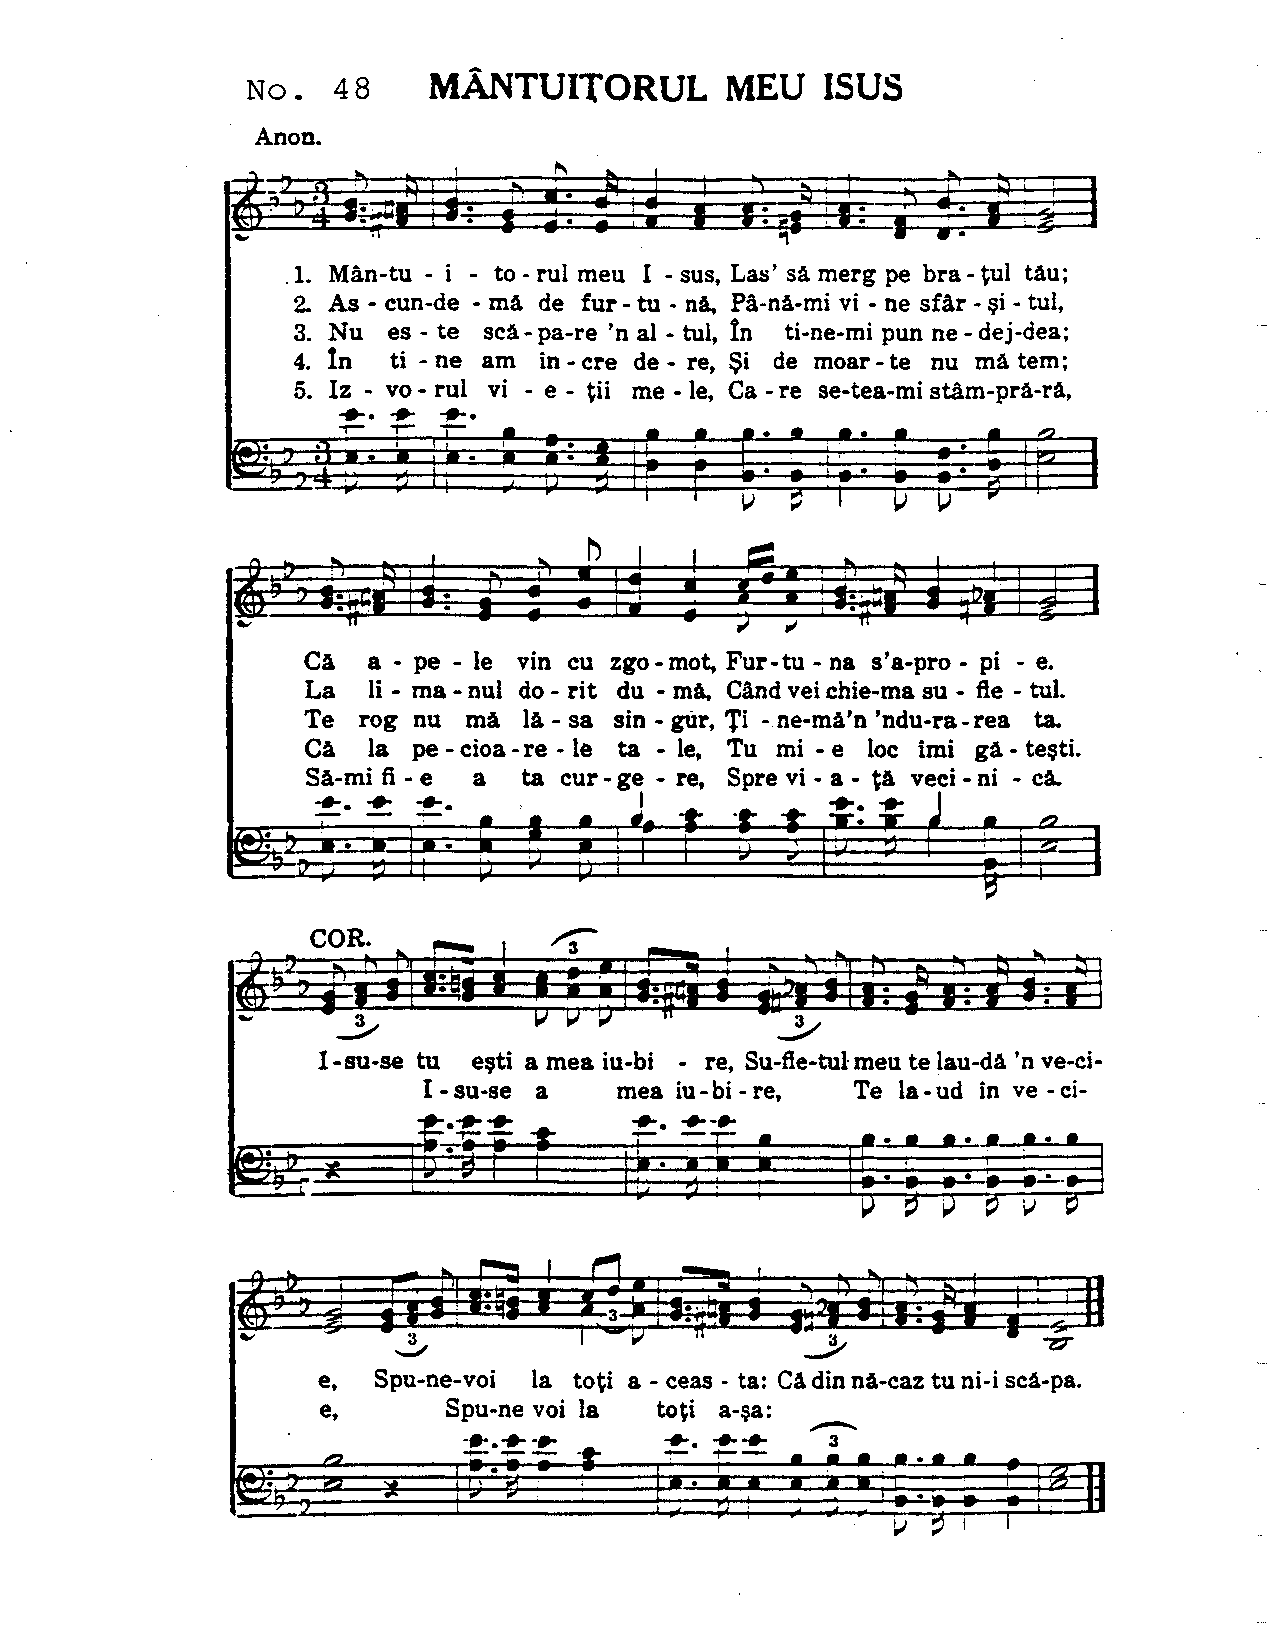 No. 48 MÂNTUITORUL MEU ISUS
Anon.
1. Mân-tu - i - to - rul meu I - sus, Las' să merg pe bra - ţul tău;
2. As - cun-de - mă de fur - tu - nă, Pâ-nă-mi vi - ne sfâr - şi - tul,
3. Nu es - te scă - pa-re 'n al - tul, În ti-ne-mi pun ne - dej-dea;
4. În ti - ne am in - cre de - re, Şi de moar - te nu mă tem;
5. Iz - vo - rul vi - e - ţii me - le, Ca - re se-tea-mi stâm-pră-ră,
Că a - pe - le vin cu zgo - mot, Fur - tu - na s'a-pro - pi - e.
La li - ma - nul do - rit du - mă, Când vei chie-ma su - fle - tul.
Te rog nu mă lă - sa sin - gur, Ţi - ne-mă'n 'ndu-ra - rea ta.
Că la pe - cioa - re - le ta - le, Tu mi - e loc îmi gă - teşti.
Să-mi fi - e a ta cur - ge - re, Spre vi - a - ţă veci - ni - că.
COR.
3
3 3
I - su-se tu eşti a mea iu-bi - re, Su-fle-tul meu te lau-dă 'n ve-ci-
I - su-se a mea iu-bi - re, Te la-ud in ve - ci-
3 3 3
e, Spu-ne-voi la toţi a - ceas - ta: Că din nă-caz tu ni-i scă-pa.
e, Spu-ne voi la toţi a-şa:
3